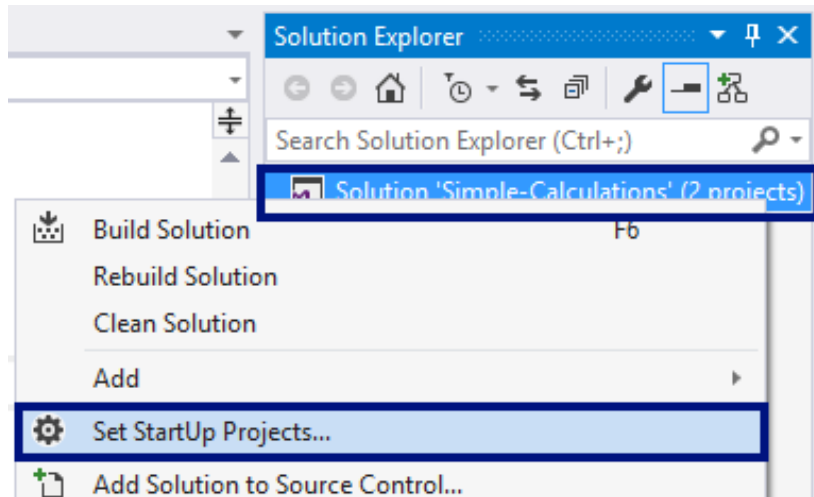 Solution Explorer
Search Solution Explorer (Ctrl+;)
Solution 'Simple-Calculations' (2 projects)
Build Solution F6
Rebuild Solution
Clean Solution
Add
Set StartUp Projects...
Add Solution to Source Control...